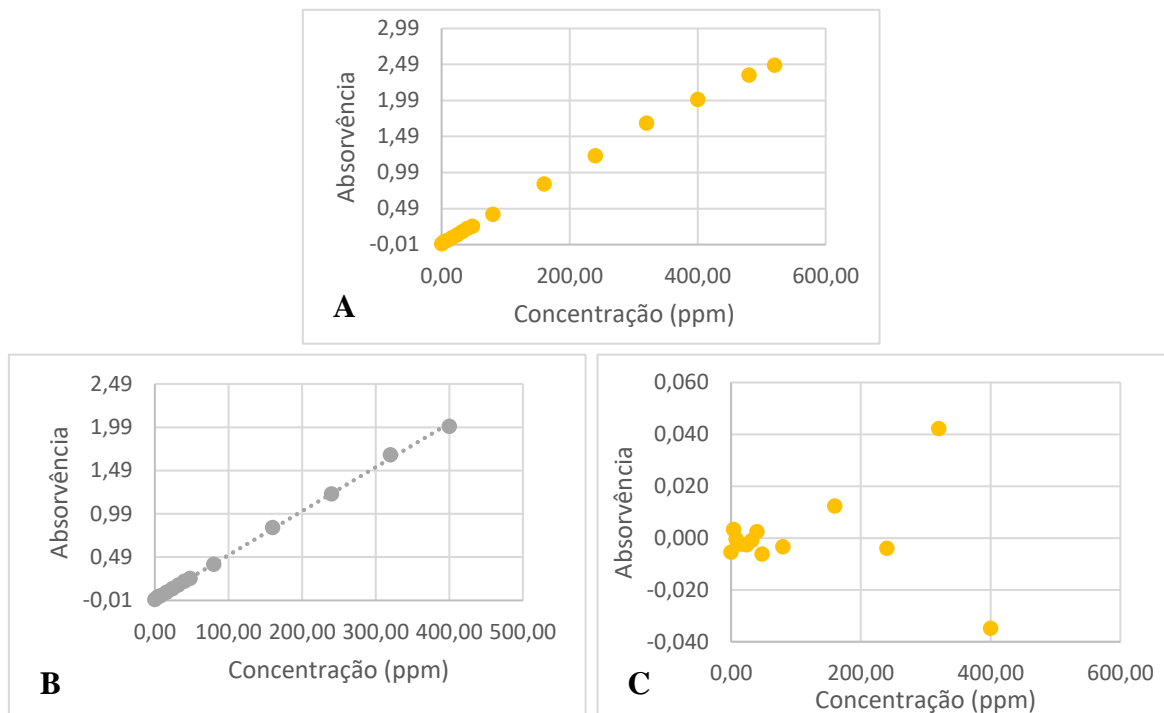 2,99
2,49
1,99
1,49
0,99
0,49
-0,01
Absorvência
0,00 200,00 400,00 600,00
Concentração (ppm)
A
2,49
1,99
1,49
0,99
0,49
-0,01
Absorvência
0,00 100,00 200,00 300,00 400,00 500,00
Concentração (ppm)
B
0,060
0,040
0,020
0,000
-0,020
-0,040
Absorvência
0,00 200,00 400,00 600,00
Concentração (ppm)
C